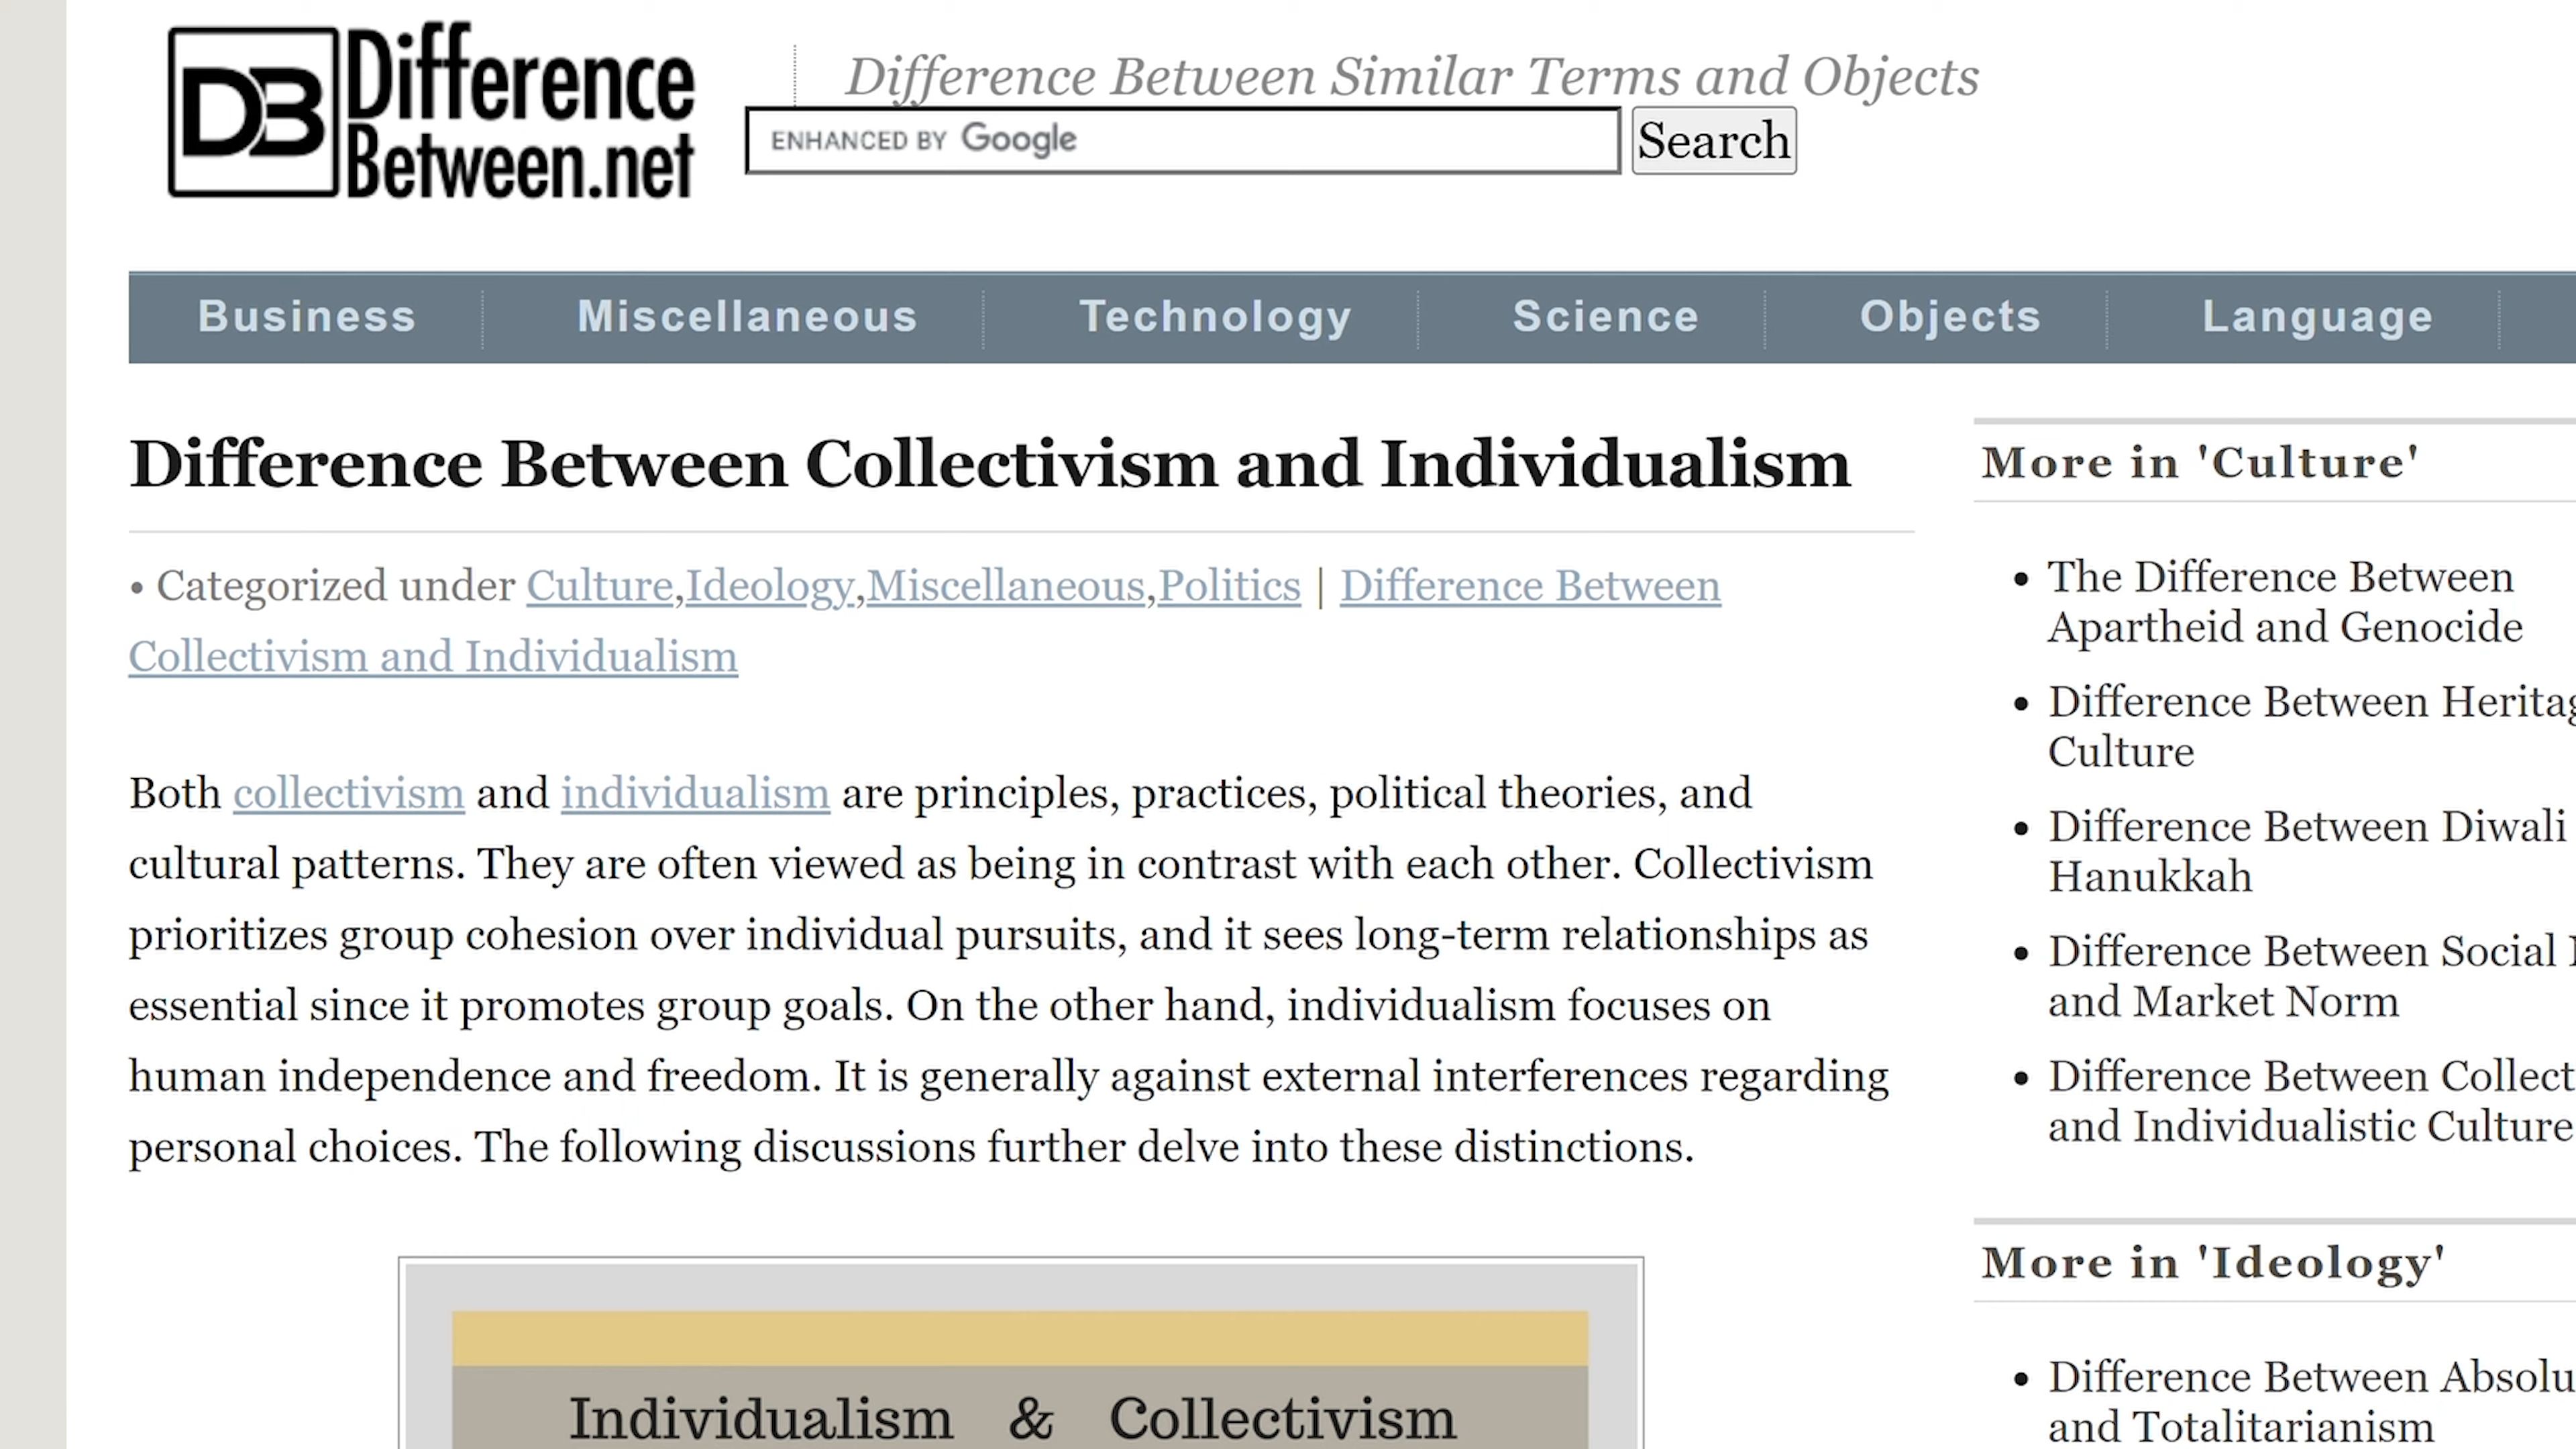 DB Difference
Between.net
Difference Between Similar Terms and Objects
ENHANCED BY Google
Search
Business Miscellaneous Technology Science Objects Language
Difference Between Collectivism and Individualism
• Categorized under Culture,Ideology,Miscellaneous,Politics | Difference Between
Collectivism and Individualism
Both collectivism and individualism are principles, practices, political theories, and
cultural patterns. They are often viewed as being in contrast with each other. Collectivism
prioritizes group cohesion over individual pursuits, and it sees long-term relationships as
essential since it promotes group goals. On the other hand, individualism focuses on
human independence and freedom. It is generally against external interferences regarding
personal choices. The following discussions further delve into these distinctions.
Individualism & Collectivism
More in 'Culture'
• The Difference Between
Apartheid and Genocide
• Difference Between
Culture
• Difference Between Diwali
Hanukkah
• Difference Between Social
and Market Norm
• Difference Between
and Individualistic Culture
More in 'Ideology'
• Difference Between
and Totalitarianism